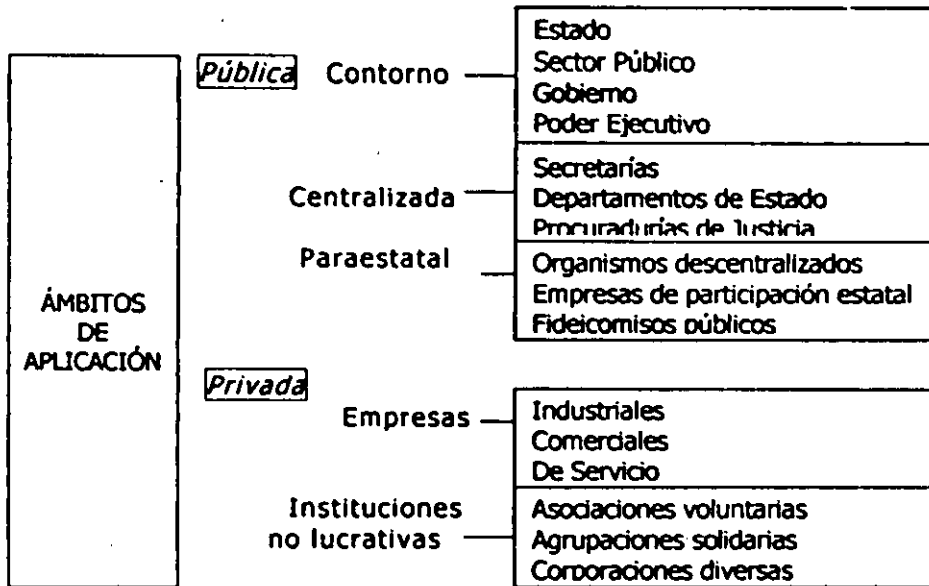 ÁMBITOS
DE
APLICACIÓN
Pública
Contorno
Estado
Sector Público
Gobierno
Poder Ejecutivo
Centralizada
Secretarías
Departamentos de Estado
Procuradurías de Justicia
Paraestatal
Organismos descentralizados
Empresas de participación estatal
Fideicomisos públicos
Privada
Empresas
Industriales
Comerciales
De Servicio
Instituciones
no lucrativas
Asociaciones voluntarias
Agrupaciones solidarias
Corporaciones diversas